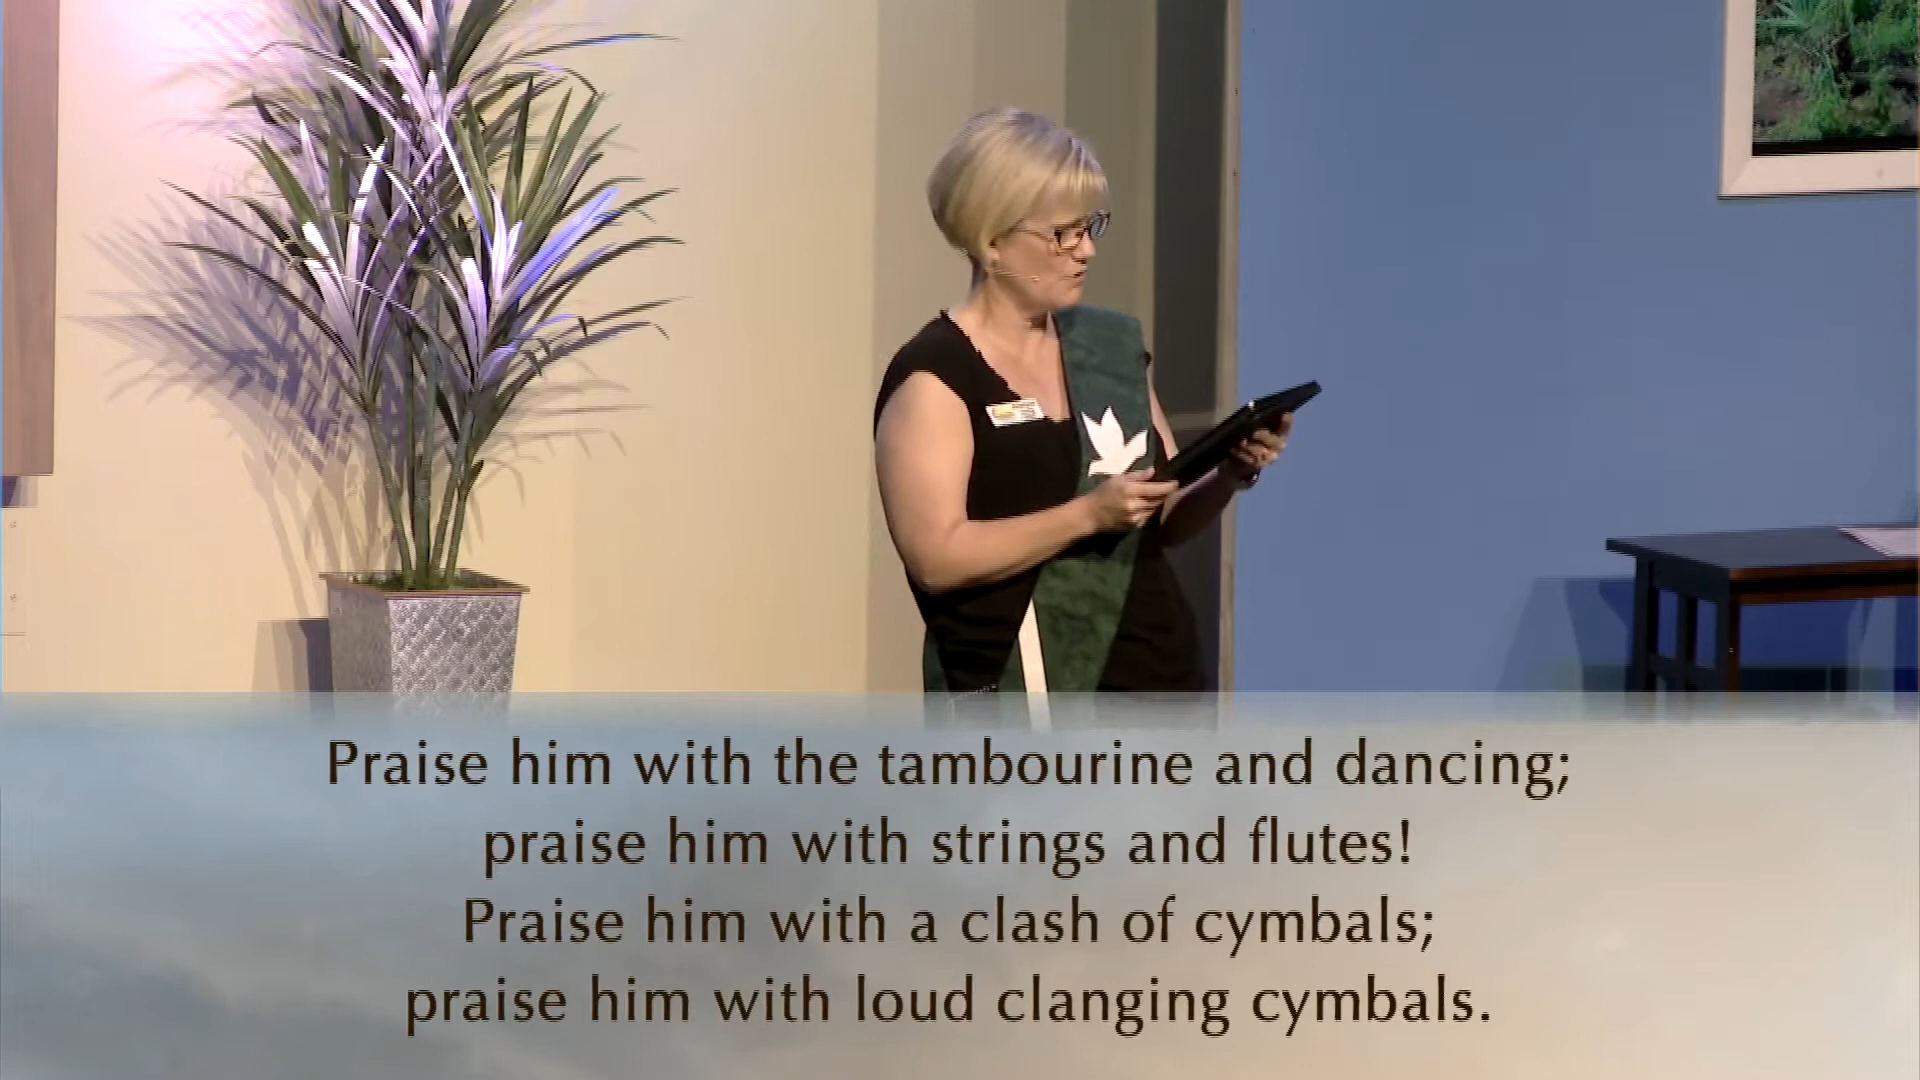 Praise him with the tambourine and dancing;
praise him with strings and flutes!
Praise him with a clash of cymbals;
praise him with loud clanging cymbals.